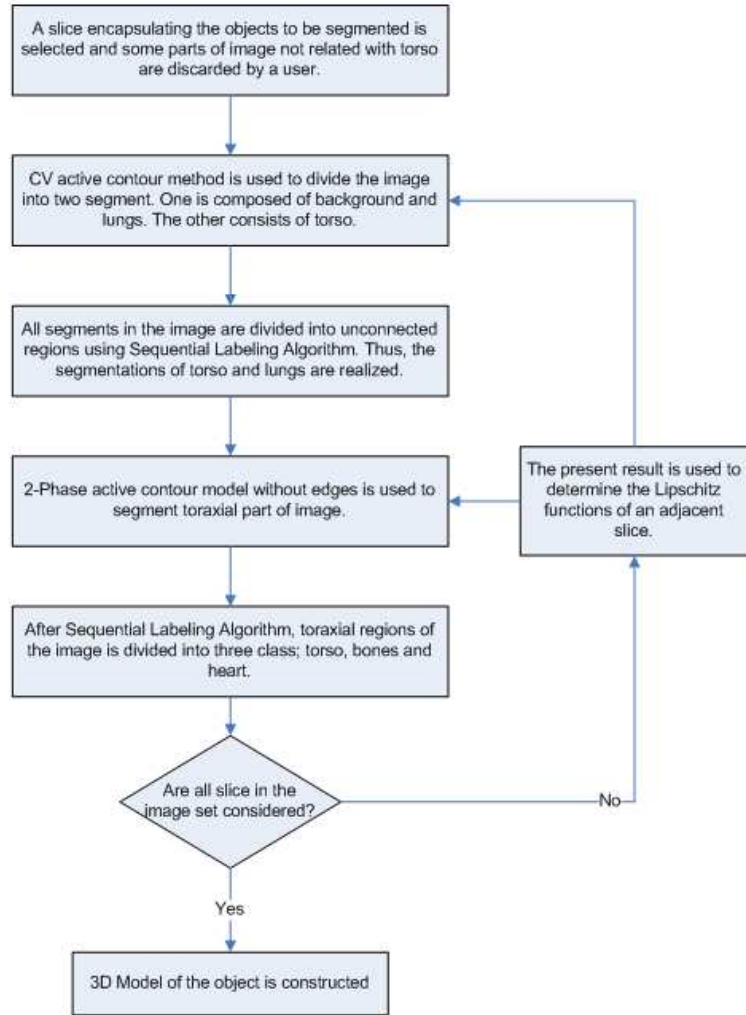 A slice encapsulating the objects to be segmented is
selected and some parts of image not related with torso
are discarded by a user.
CV active contour method is used to divide the image
into two segment. One is composed of background and
lungs. The other consists of torso.
All segments in the image are divided into unconnected
regions using Sequential Labeling Algorithm. Thus, the
segmentations of torso and lungs are realized.
2-Phase active contour model without edges is used to
segment toraxial part of image.
The present result is used to
determine the Lipschitz
functions of an adjacent
slice.
After Sequential Labeling Algorithm, toraxial regions of
the image is divided into three class; torso, bones and
heart.
Are all slice in the
image set considered?
No
Yes
3D Model of the object is constructed